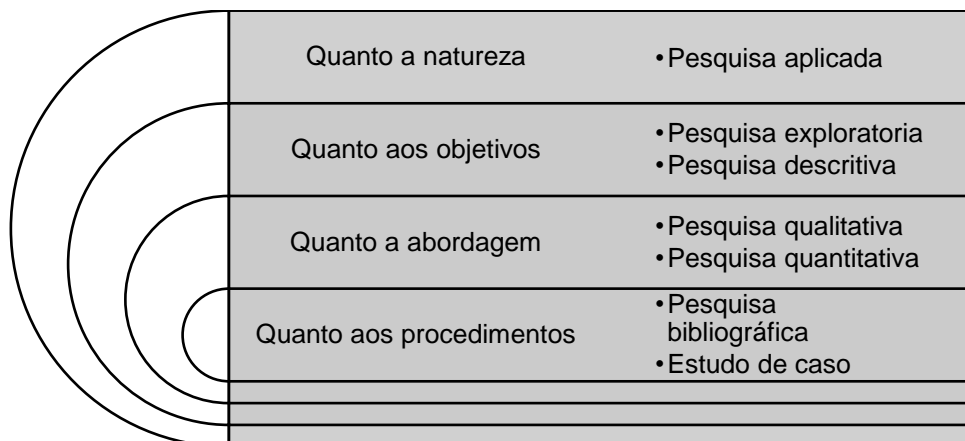 Quanto a natureza
•Pesquisa aplicada
Quanto aos objetivos
•Pesquisa exploratoria
•Pesquisa descritiva
Quanto a abordagem
•Pesquisa qualitativa
•Pesquisa quantitativa
Quanto aos procedimentos
•Pesquisa
bibliográfica
•Estudo de caso